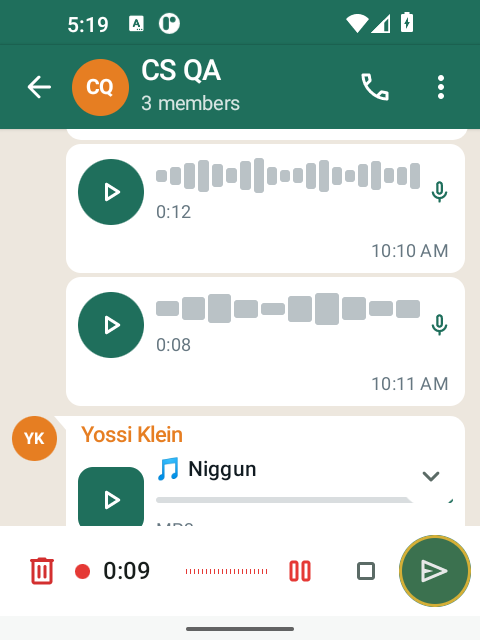 5:19
A
CQ
CS QA
3 members
0:12
10:10 AM
0:08
10:11 AM
YK
Yossi Klein
🎵 Niggun
0:09